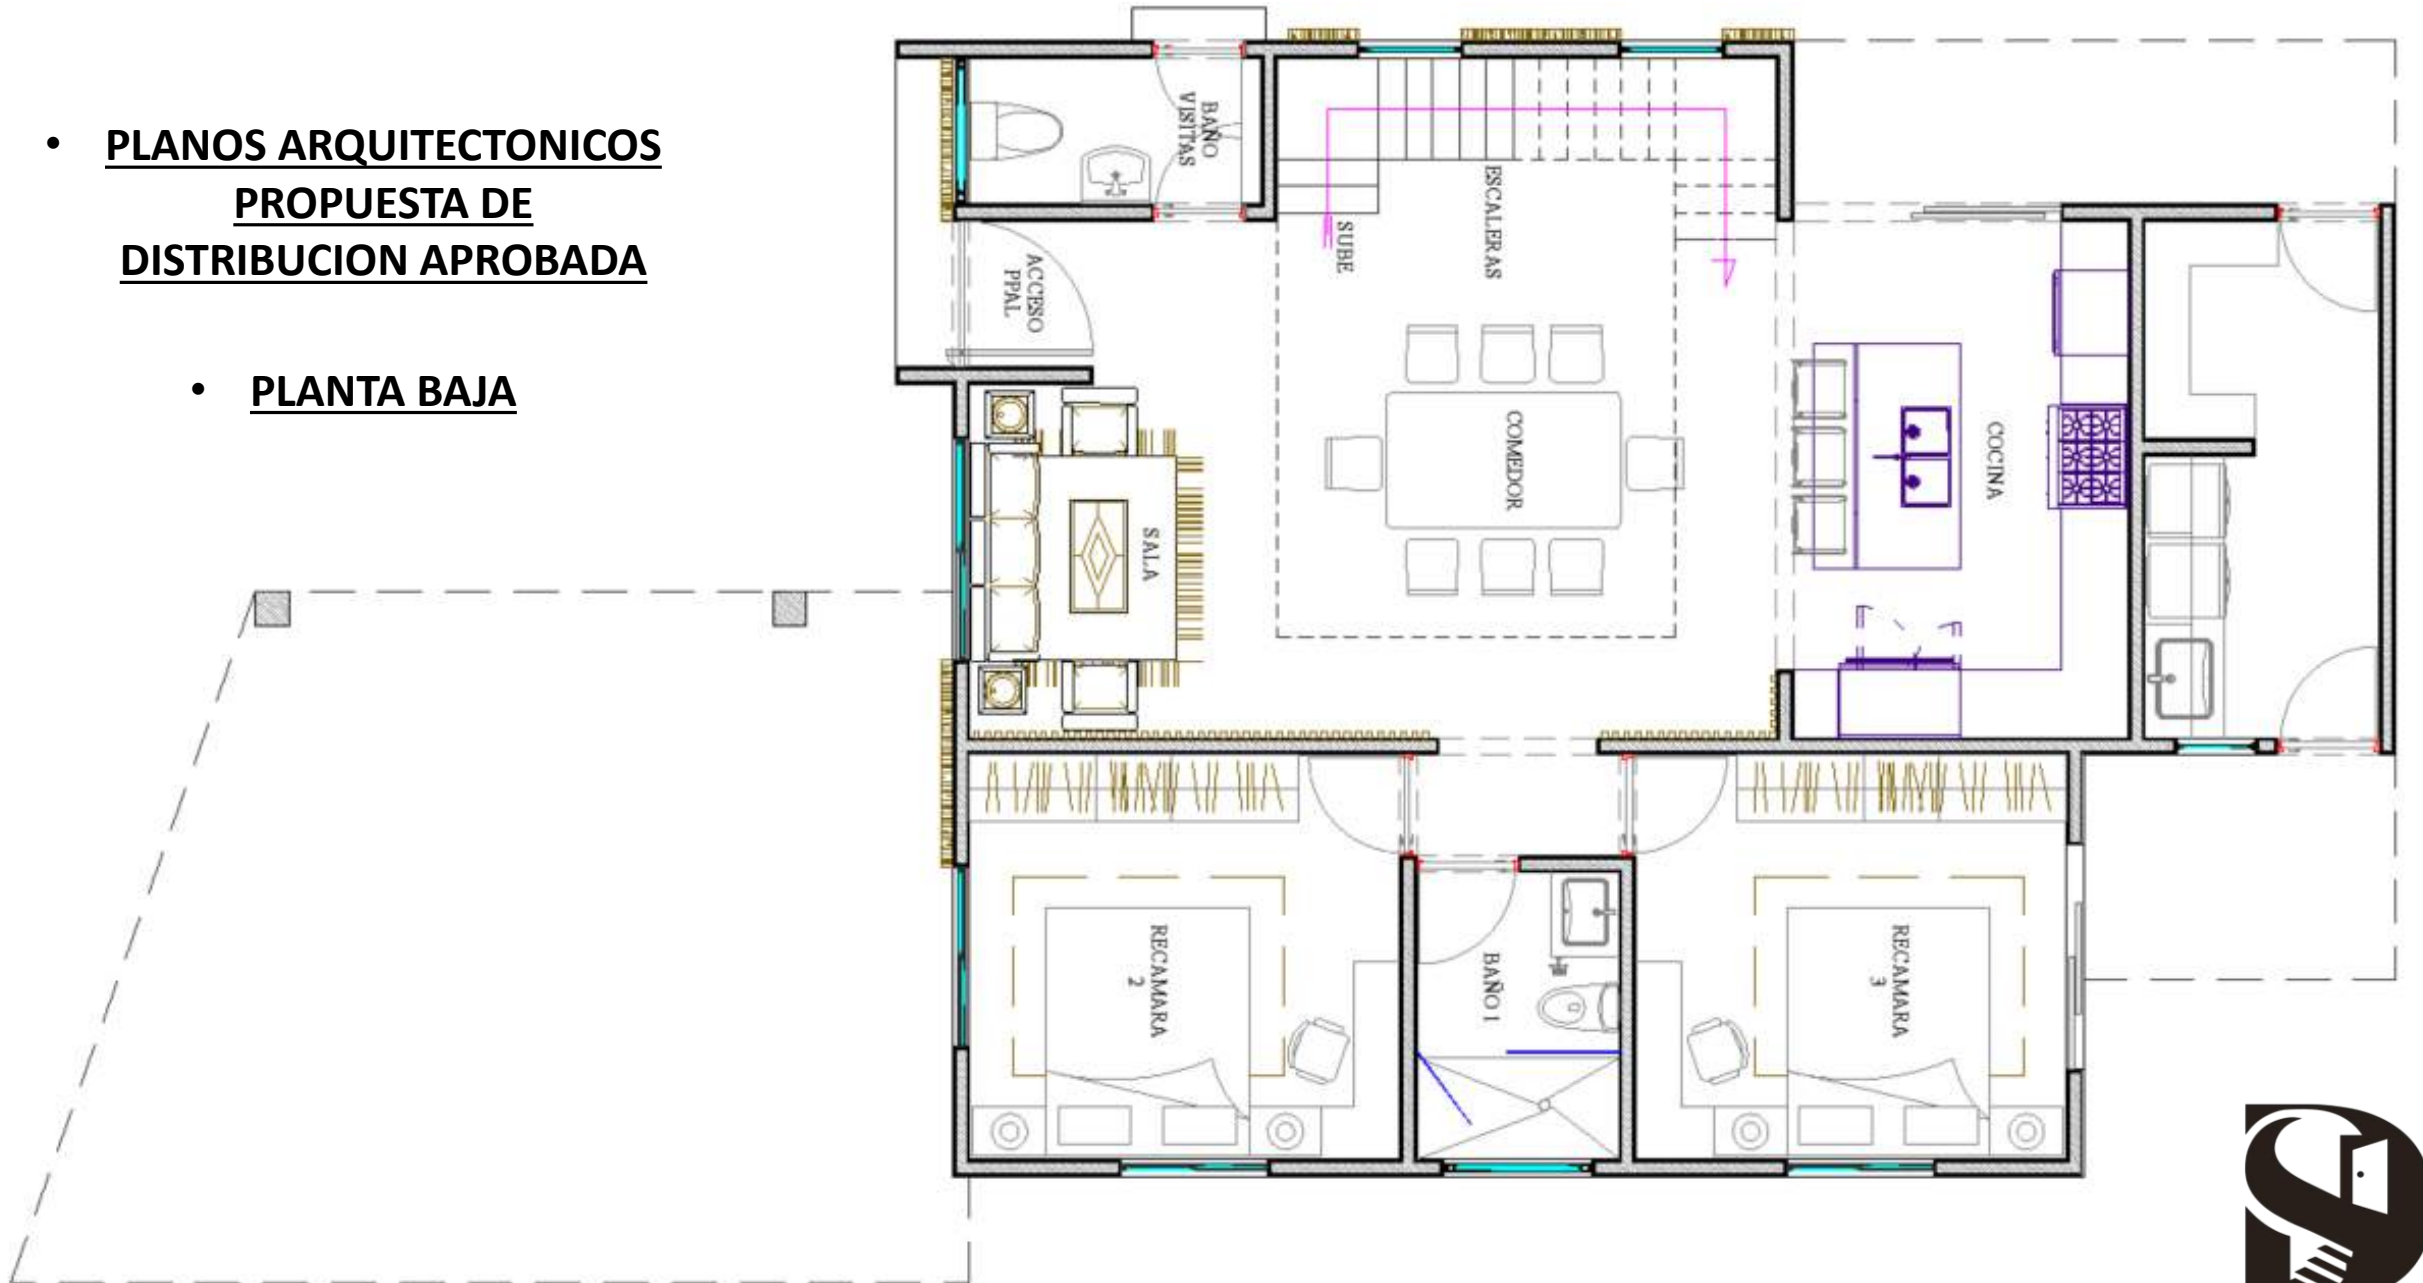 • PLANOS ARQUITECTONICOS
PROPUESTA DE
DISTRIBUCION APROBADA
• PLANTA BAJA
BAÑO
VISITAS
ESCALERAS
SUBE
ACCESO
PPAL
COMEDOR
COCINA
SALA
RECAMARA
2
BAÑO 1
RECAMARA
3